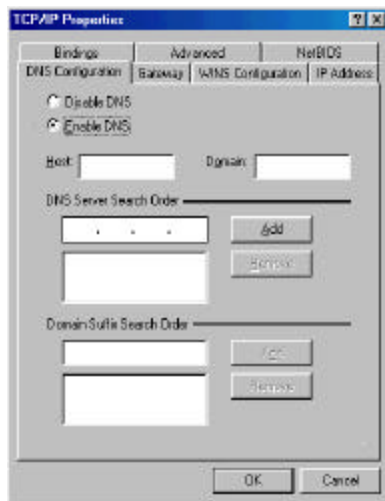 TCP/IP Properties
Bindings Advanced NetBIOS
DNS Configuration Gateway WINS Configuration IP Address
Disable DNS
Enable DNS
Host: Domain:
DNS Server Search Order
Add
Remove
Domain Suffix Search Order
Add
Remove
OK Cancel